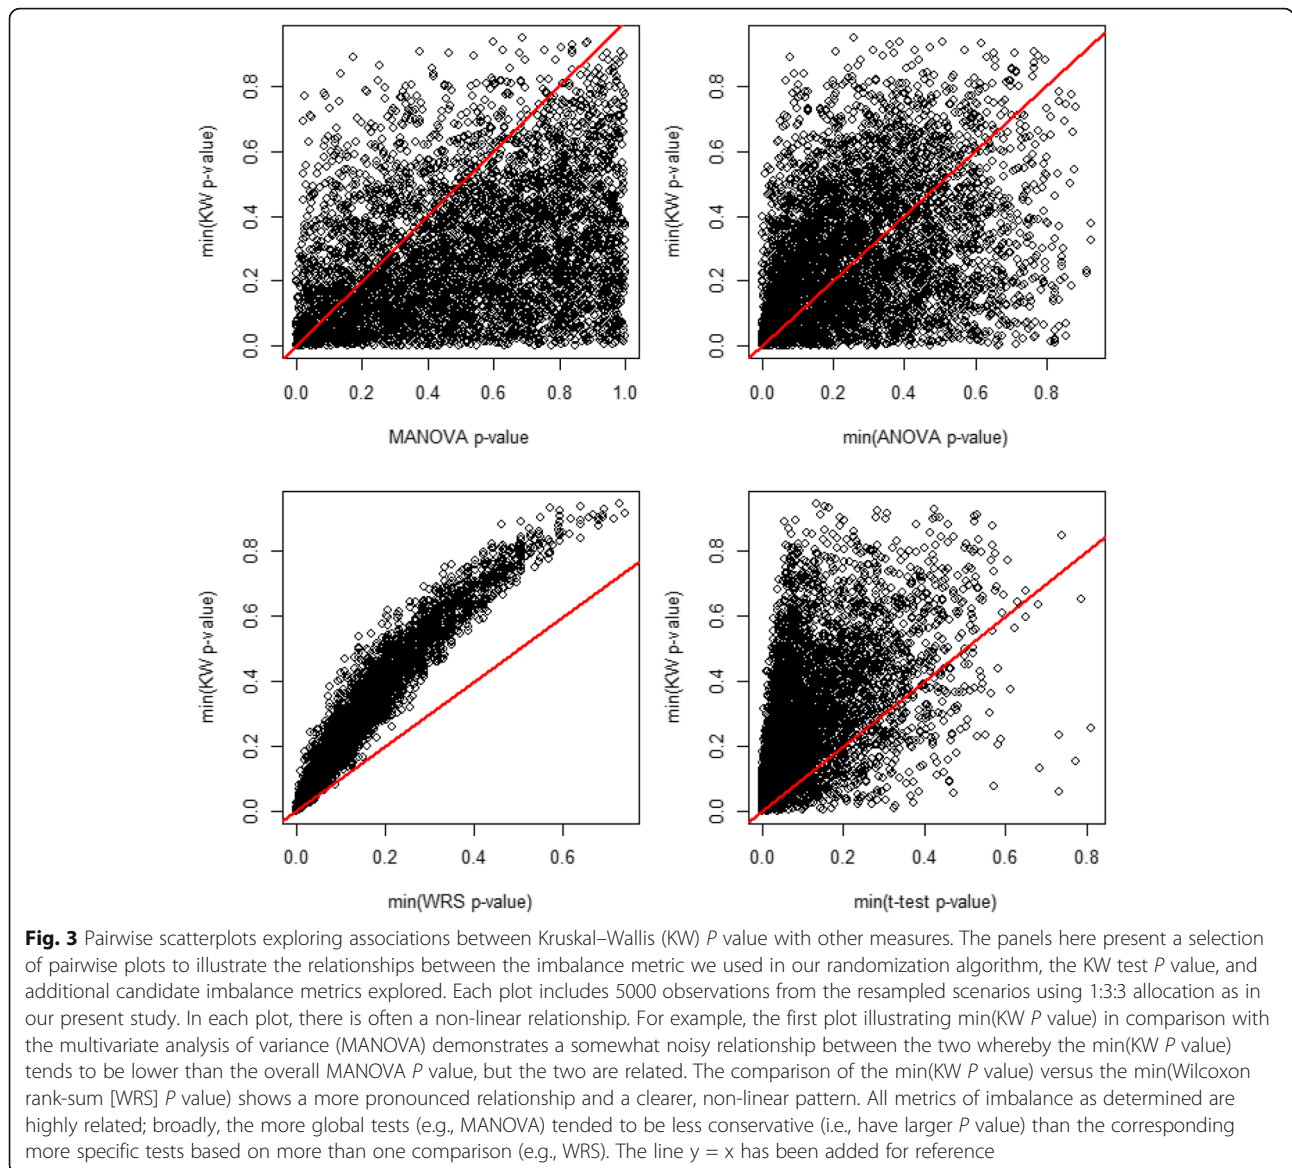 0.0 0.2 0.4 0.6 0.8
min(KW p-value)
0.0 0.2 0.4 0.6 0.8 1.0
MANOVA p-value
0.0 0.2 0.4 0.6 0.8
min(KW p-value)
0.0 0.2 0.4 0.6 0.8
min(ANOVA p-value)
0.0 0.2 0.4 0.6 0.8
min(KW p-value)
0.0 0.2 0.4 0.6
min(WRS p-value)
0.0 0.2 0.4 0.6 0.8
min(KW p-value)
0.0 0.2 0.4 0.6 0.8
min(t-test p-value)
Fig. 3 Pairwise scatterplots exploring associations between Kruskal–Wallis (KW) P value with other measures. The panels here present a selection
of pairwise plots to illustrate the relationships between the imbalance metric we used in our randomization algorithm, the KW test P value, and
additional candidate imbalance metrics explored. Each plot includes 5000 observations from the resampled scenarios using 1:3:3 allocation as in
our present study. In each plot, there is often a non-linear relationship. For example, the first plot illustrating min(KW P value) in comparison with
the multivariate analysis of variance (MANOVA) demonstrates a somewhat noisy relationship between the two whereby the min(KW P value)
tends to be lower than the overall MANOVA P value, but the two are related. The comparison of the min(KW P value) versus the min(Wilcoxon
rank-sum [WRS] P value) shows a more pronounced relationship and a clearer, non-linear pattern. All metrics of imbalance as determined are
highly related; broadly, the more global tests (e.g., MANOVA) tended to be less conservative (i.e., have larger P value) than the corresponding
more specific tests based on more than one comparison (e.g., WRS). The line y = x has been added for reference